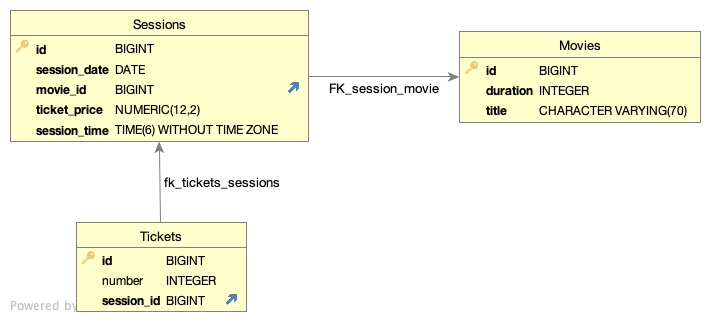 Sessions
id BIGINT
session_date DATE
movie_id BIGINT
ticket_price NUMERIC(12,2)
session_time TIME(6) WITHOUT TIME ZONE
Movies
id BIGINT
duration INTEGER
title CHARACTER VARYING(70)
FK_session_movie
fk_tickets_sessions
Tickets
id BIGINT
number INTEGER
session_id BIGINT
Powered by